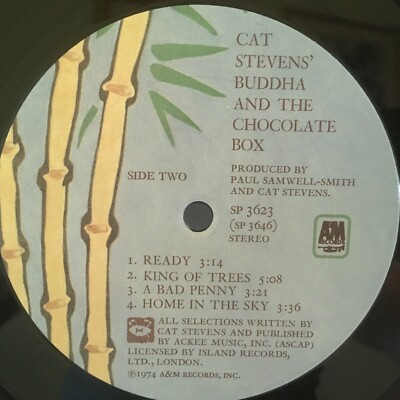 CAT
STEVENS'
BUDDHA
AND THE
CHOCOLATE
BOX
PRODUCED BY
PAUL SAMWELL-SMITH
AND CAT STEVENS.
SIDE TWO
SP 3623
(SP 3646)
STEREO
A&M
RECORDS
1. READY 3:14
2. KING OF TREES 5:08
3. A BAD PENNY 3:21
4. HOME IN THE SKY 3:36
ALL SELECTIONS WRITTEN BY
CAT STEVENS AND PUBLISHED
BY ACKEE MUSIC, INC. (ASCAP)
LICENSED BY ISLAND RECORDS,
LTD., LONDON.
℗1974 A&M RECORDS, INC.